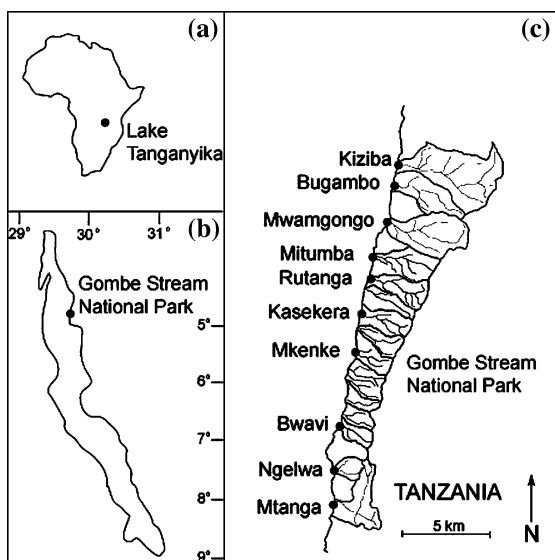 (a)
Lake
Tanganyika
29° 30° 31°
(b)
Gombe Stream
National Park
5°
6°
7°
8°
9°
(c)
Kiziba
Bugambo
Mwamgongo
Mitumba
Rutanga
Kasekera
Mkenke
Gombe Stream
National Park
Bwavi
Ngelwa
Mtanga
TANZANIA
5 km
N